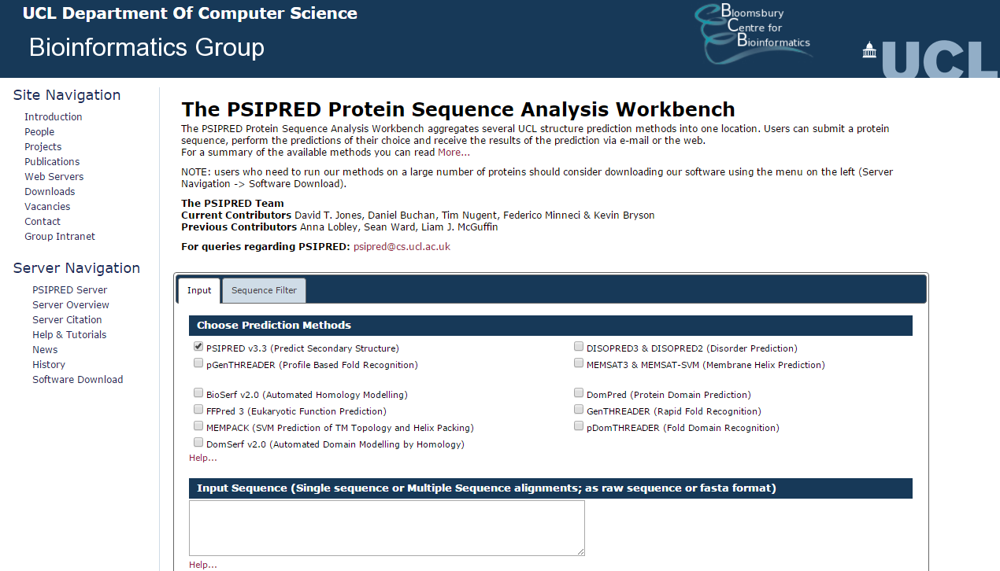 UCL Department Of Computer Science
Bioinformatics Group
Bloomsbury
Centre for
Bioinformatics
UCL
Site Navigation
Introduction
People
Projects
Publications
Web Servers
Downloads
Vacancies
Contact
Group Intranet
Server Navigation
PSIPRED Server
Server Overview
Server Citation
Help & Tutorials
News
History
Software Download
The PSIPRED Protein Sequence Analysis Workbench
The PSIPRED Protein Sequence Analysis Workbench aggregates several UCL structure prediction methods into one location. Users can submit a protein
sequence, perform the predictions of their choice and receive the results of the prediction via e-mail or the web.
For a summary of the available methods you can read More...
NOTE: users who need to run our methods on a large number of proteins should consider downloading our software using the menu on the left (Server
Navigation -> Software Download).
The PSIPRED Team
Current Contributors David T. Jones, Daniel Buchan, Tim Nugent, Federico Minneci & Kevin Bryson
Previous Contributors Anna Lobley, Sean Ward, Liam J. McGuffin
For queries regarding PSIPRED: psipred@cs.ucl.ac.uk
Input Sequence Filter
Choose Prediction Methods
PSIPRED v3.3 (Predict Secondary Structure) DISOPRED3 & DISOPRED2 (Disorder Prediction)
pGenTHREADER (Profile Based Fold Recognition) MEMSAT3 & MEMSAT-SVM (Membrane Helix Prediction)
BioSerf v2.0 (Automated Homology Modelling) DomPred (Protein Domain Prediction)
FFPred 3 (Eukaryotic Function Prediction) GenTHREADER (Rapid Fold Recognition)
MEMPACK (SVM Prediction of TM Topology and Helix Packing) pDomTHREADER (Fold Domain Recognition)
DomSerf v2.0 (Automated Domain Modelling by Homology)
Help...
Input Sequence (Single sequence or Multiple Sequence alignments; as raw sequence or fasta format)
Help...